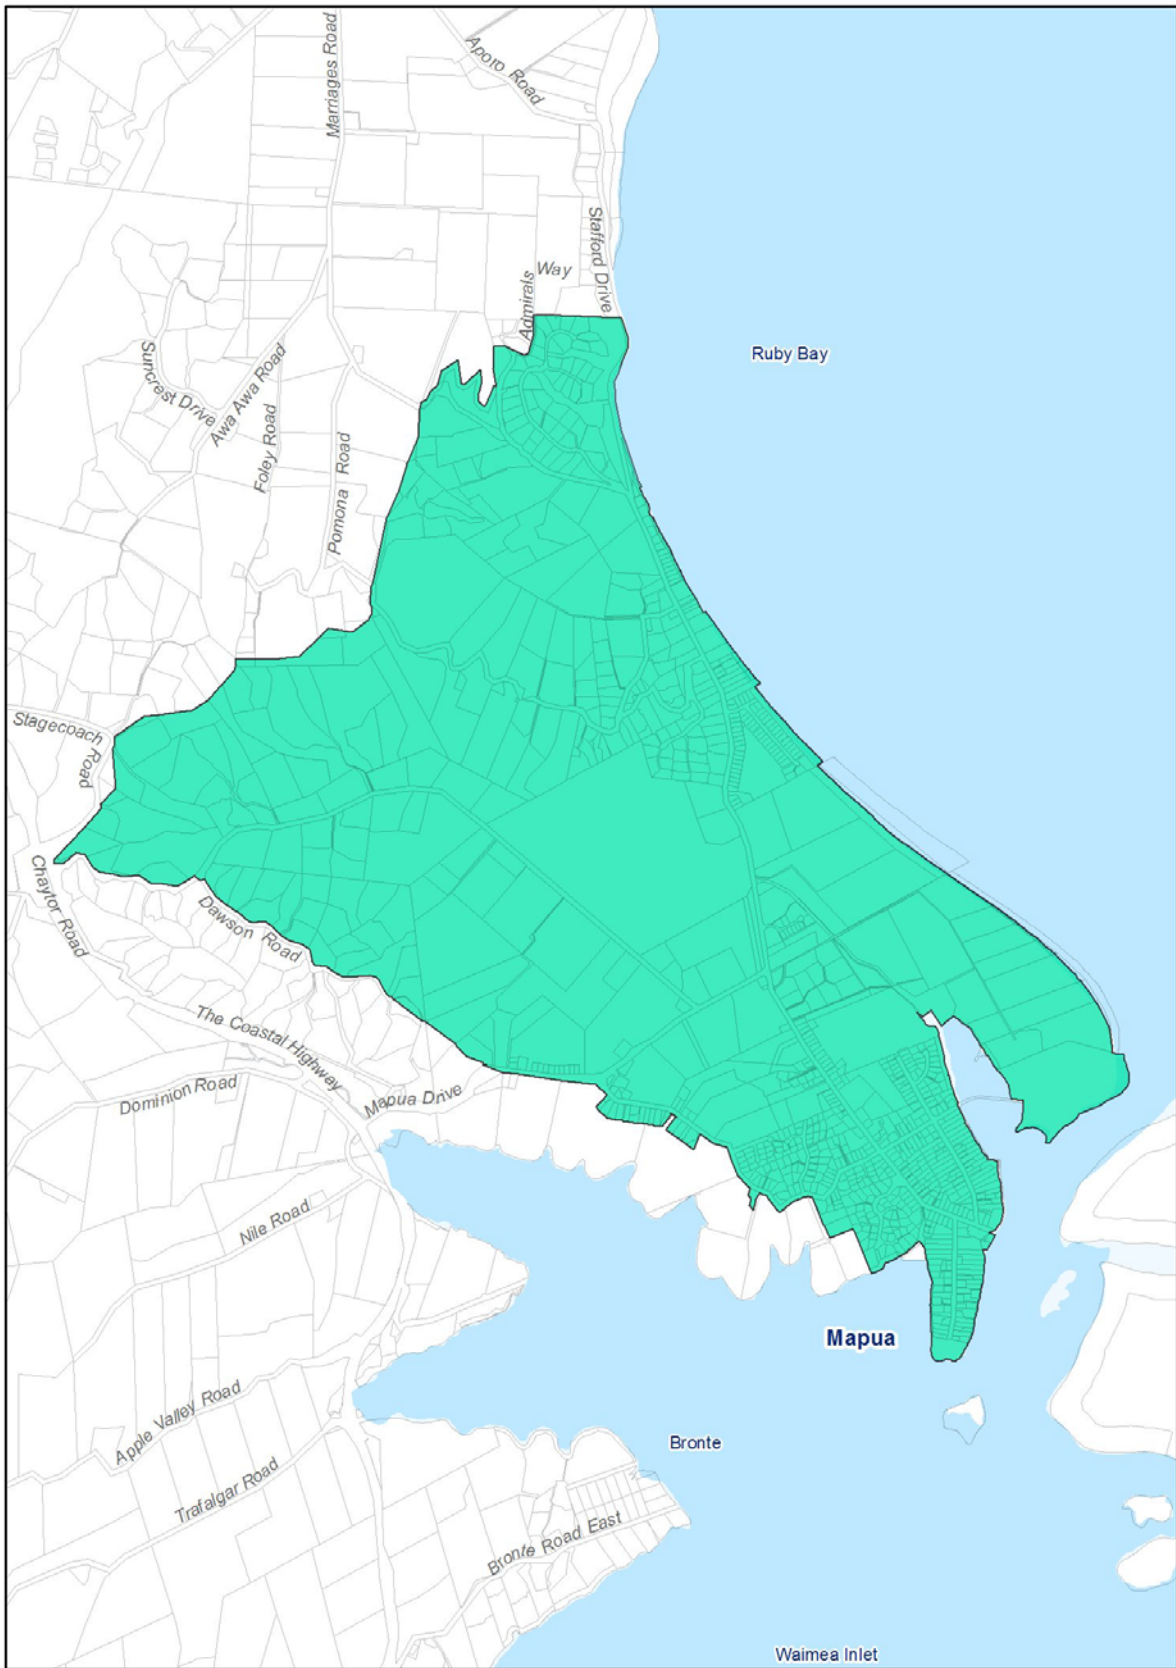 Aporo Road
Marriages Road
Stafford Drive
Admirals Way
Ruby Bay
Suncrest Drive
Awa Awa Road
Foley Road
Pomona Road
Stagecoach Road
Chaytor Road
Dawson Road
The Coastal Highway
Dominion Road
Mapua Drive
Nile Road
Mapua
Apple Valley Road
Bronte
Trafalgar Road
Bronte Road East
Waimea Inlet